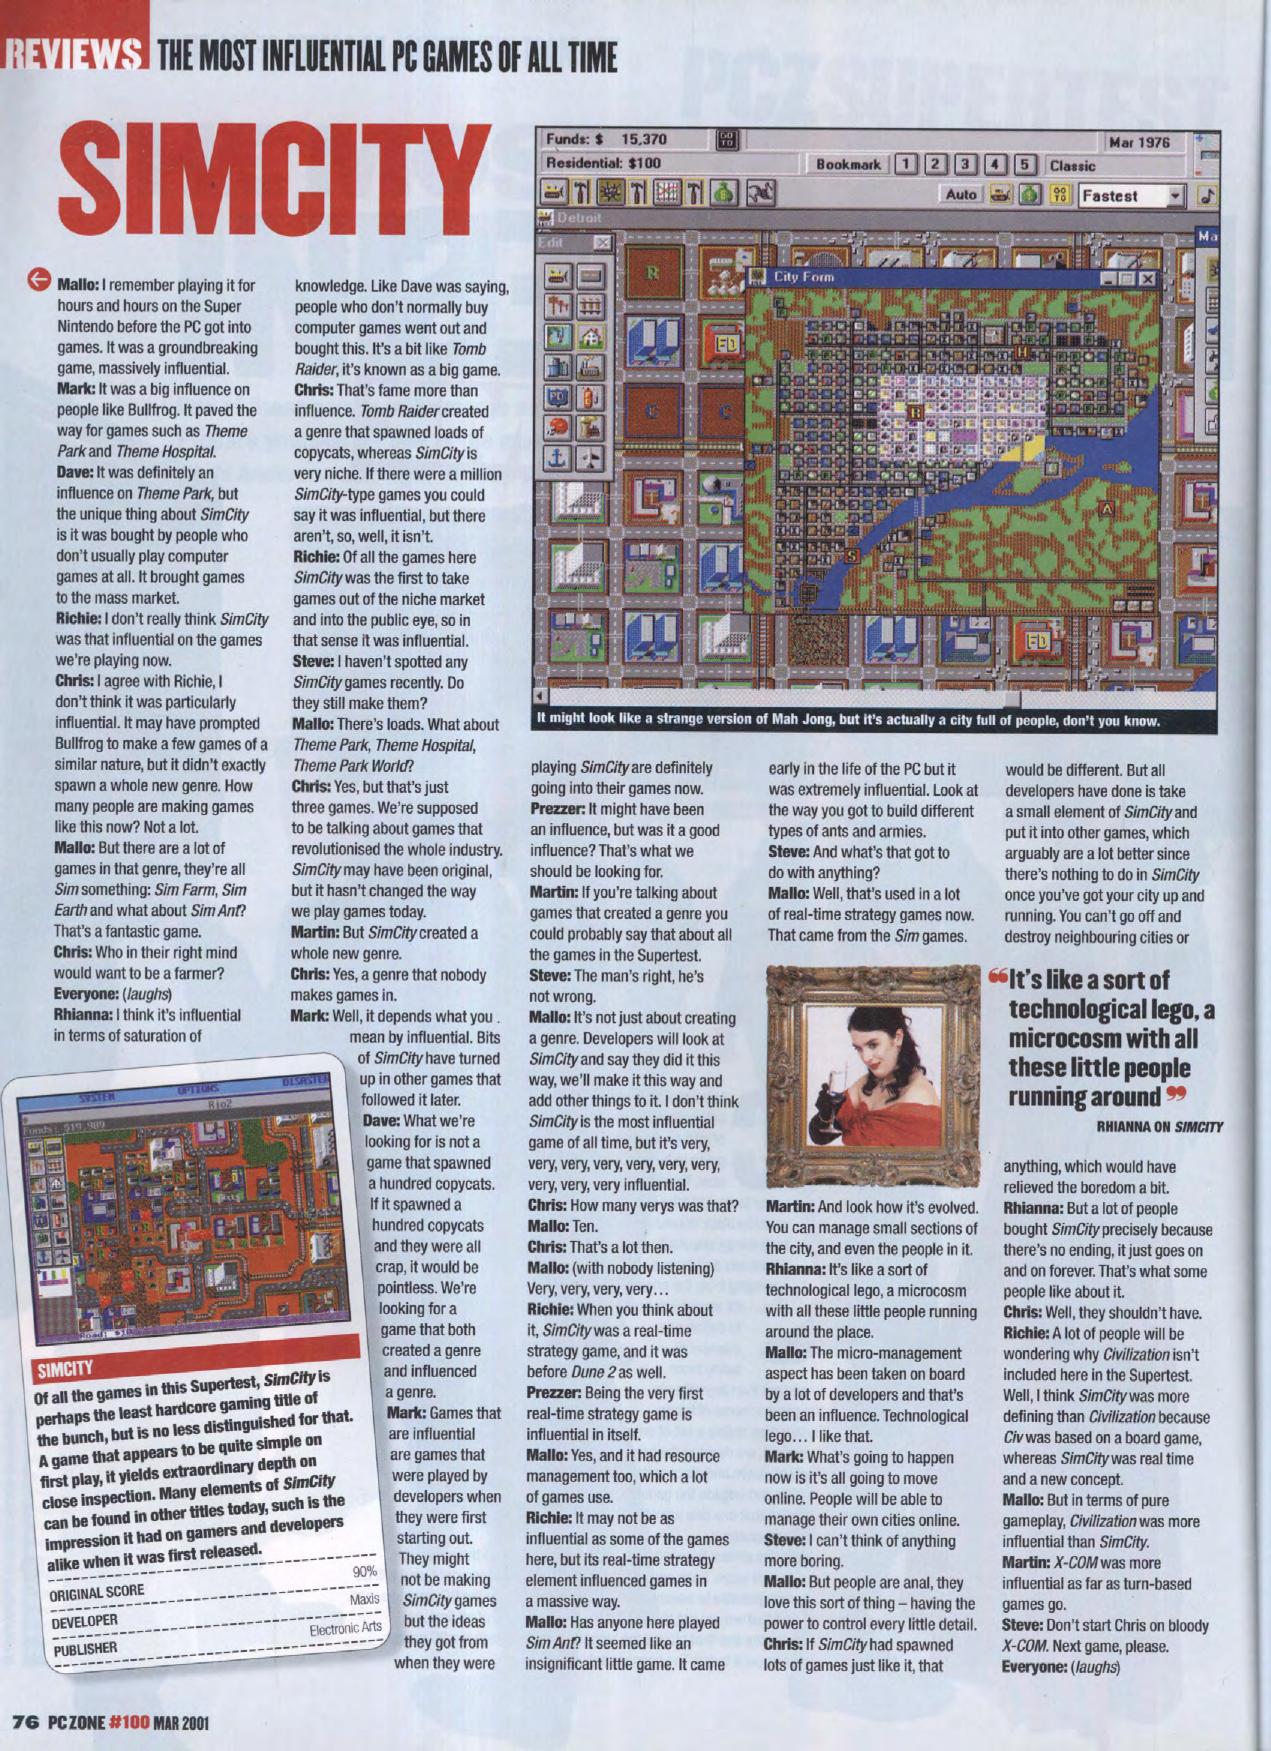 REVIEWS THE MOST INFLUENTIAL PC GAMES OF ALL TIME
SIMCITY
Mallo: I remember playing it for
hours and hours on the Super
Nintendo before the PC got into
games. It was a groundbreaking
game, massively influential.
Mark: It was a big influence on
people like Bullfrog. It paved the
way for games such as Theme
Park and Theme Hospital.
Dave: It was definitely an
influence on Theme Park, but
the unique thing about SimCity
is it was bought by people who
don't usually play computer
games at all. It brought games
to the mass market.
Richie: I don't really think SimCity
was that influential on the games
we're playing now.
Chris: I agree with Richie, I
don't think it was particularly
influential. It may have prompted
Bullfrog to make a few games of a
similar nature, but it didn't exactly
spawn a whole new genre. How
many people are making games
like this now? Not a lot.
Mallo: But there are a lot of
games in that genre, they're all
Sim something: Sim Farm, Sim
Earth and what about Sim Ant?
That's a fantastic game.
Chris: Who in their right mind
would want to be a farmer?
Everyone: (laughs)
Rhianna: I think it's influential
in terms of saturation of
knowledge. Like Dave was saying,
people who don't normally buy
computer games went out and
bought this. It's a bit like Tomb
Raider, it's known as a big game.
Chris: That's fame more than
influence. Tomb Raider created
a genre that spawned loads of
copycats, whereas SimCity is
very niche. If there were a million
SimCity-type games you could
say it was influential, but there
aren't, so, well, it isn't.
Richie: Of all the games here
SimCity was the first to take
games out of the niche market
and into the public eye, so in
that sense it was influential.
Steve: I haven't spotted any
SimCity games recently. Do
they still make them?
Mallo: There's loads. What about
Theme Park, Theme Hospital,
Theme Park World?
Chris: Yes, but that's just
three games. We're supposed
to be talking about games that
revolutionised the whole industry.
SimCity may have been original,
but it hasn't changed the way
we play games today.
Martin: But SimCity created a
whole new genre.
Chris: Yes, a genre that nobody
makes games in.
Mark: Well, it depends what you
mean by influential. Bits
of SimCity have turned
up in other games that
followed it later.
Dave: What we're
looking for is not a
game that spawned
a hundred copycats.
If it spawned a
hundred copycats
and they were all
crap, it would be
pointless. We're
looking for a
game that both
created a genre
and influenced
a genre.
Mark: Games that
are influential
are games that
were played by
developers when
they were first
starting out.
They might
not be making
SimCity games
but the ideas
they got from
when they were
Funds: $ 15,370
GO TO
Mar 1976
Residential: $100
Bookmark 1 2 3 4 5 Classic
Auto GO TO Fastest
Detroit
Edit
City Form
Ma
It might look like a strange version of Mah Jong, but it's actually a city full of people, don't you know.
playing SimCity are definitely
going into their games now.
Prezzer: It might have been
an influence, but was it a good
influence? That's what we
should be looking for.
Martin: If you're talking about
games that created a genre you
could probably say that about all
the games in the Supertest.
Steve: The man's right, he's
not wrong.
Mallo: It's not just about creating
a genre. Developers will look at
SimCity and say they did it this
way, we'll make it this way and
add other things to it. I don't think
SimCity is the most influential
game of all time, but it's very,
very, very, very, very, very, very,
very, very, very influential.
Chris: How many verys was that?
Mallo: Ten.
Chris: That's a lot then.
Mallo: (with nobody listening)
Very, very, very, very...
Richie: When you think about
it, SimCity was a real-time
strategy game, and it was
before Dune 2 as well.
Prezzer: Being the very first
real-time strategy game is
influential in itself.
Mallo: Yes, and it had resource
management too, which a lot
of games use.
Richie: It may not be as
influential as some of the games
here, but its real-time strategy
element influenced games in
a massive way.
Mallo: Has anyone here played
Sim Ant? It seemed like an
insignificant little game. It came
early in the life of the PC but it
was extremely influential. Look at
the way you got to build different
types of ants and armies.
Steve: And what's that got to
do with anything?
Mallo: Well, that's used in a lot
of real-time strategy games now.
That came from the Sim games.
Martin: And look how it's evolved.
You can manage small sections of
the city, and even the people in it.
Rhianna: It's like a sort of
technological lego, a microcosm
with all these little people running
around the place.
Mallo: The micro-management
aspect has been taken on board
by a lot of developers and that's
been an influence. Technological
lego... I like that.
Mark: What's going to happen
now is it's all going to move
online. People will be able to
manage their own cities online.
Steve: I can't think of anything
more boring.
Mallo: But people are anal, they
love this sort of thing – having the
power to control every little detail.
Chris: If SimCity had spawned
lots of games just like it, that
would be different. But all
developers have done is take
a small element of SimCity and
put it into other games, which
arguably are a lot better since
there's nothing to do in SimCity
once you've got your city up and
running. You can't go off and
destroy neighbouring cities or
“It's like a sort of
technological lego, a
microcosm with all
these little people
running around”
RHIANNA ON SIMCITY
anything, which would have
relieved the boredom a bit.
Rhianna: But a lot of people
bought SimCity precisely because
there's no ending, it just goes on
and on forever. That's what some
people like about it.
Chris: Well, they shouldn't have.
Richie: A lot of people will be
wondering why Civilization isn't
included here in the Supertest.
Well, I think SimCity was more
defining than Civilization because
Civ was based on a board game,
whereas SimCity was real time
and a new concept.
Mallo: But in terms of pure
gameplay, Civilization was more
influential than SimCity.
Martin: X-COM was more
influential as far as turn-based
games go.
Steve: Don't start Chris on bloody
X-COM. Next game, please.
Everyone: (laughs)
SYSTEM OPTIONS DISASTER
Rio2
Funds: $19,989
Road: $10
SIMCITY
Of all the games in this Supertest, SimCity is
perhaps the least hardcore gaming title of
the bunch, but is no less distinguished for that.
A game that appears to be quite simple on
first play, it yields extraordinary depth on
close inspection. Many elements of SimCity
can be found in other titles today, such is the
impression it had on gamers and developers
alike when it was first released.
ORIGINAL SCORE 90%
DEVELOPER Maxis
PUBLISHER Electronic Arts
76 PCZONE #100 MAR 2001